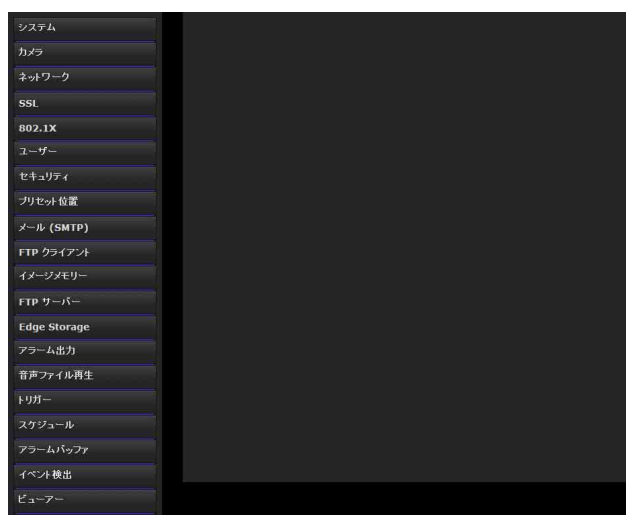 システム
カメラ
ネットワーク
SSL
802.1X
ユーザー
セキュリティ
プリセット位置
メール (SMTP)
FTP クライアント
イメージメモリー
FTP サーバー
Edge Storage
アラーム出力
音声ファイル再生
トリガー
スケジュール
アラームバッファ
イベント検出
ビューアー